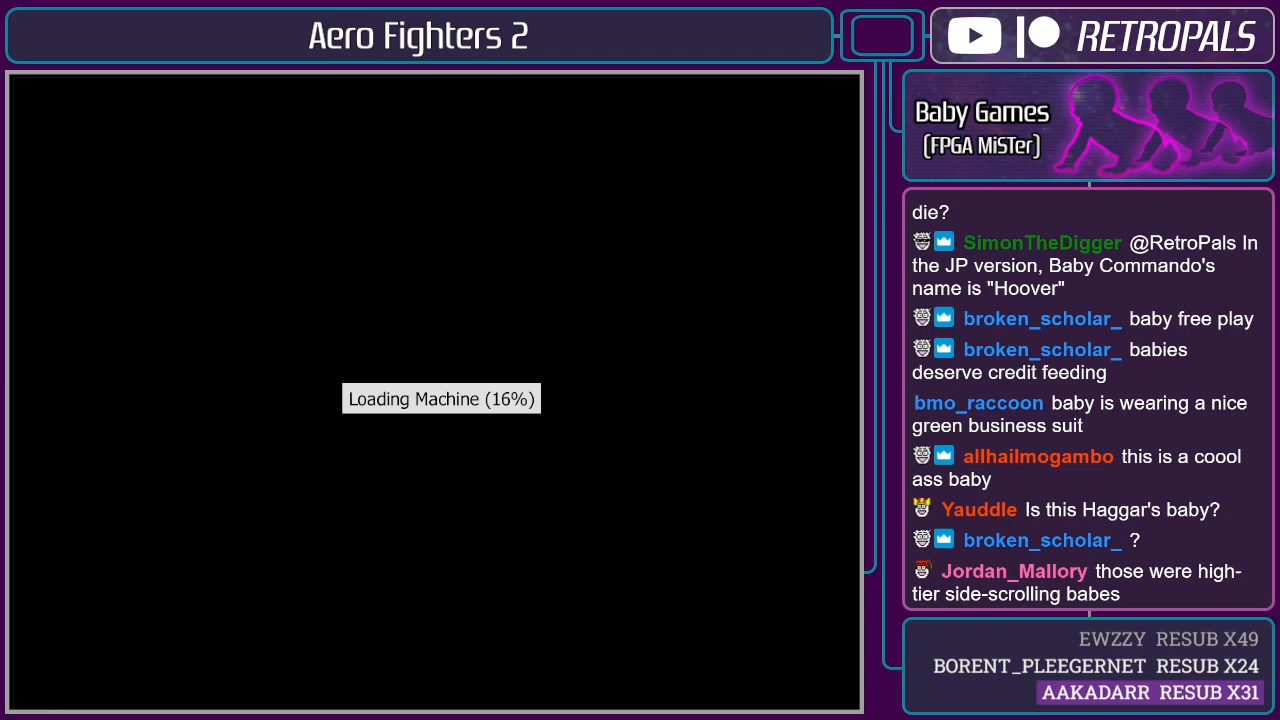 Aero Fighters 2
RETROPALS
Baby Games
(FPGA MiSTer)
Loading Machine (16%)
die?
SimonTheDigger @RetroPals In
the JP version, Baby Commando's
name is "Hoover"
broken_scholar_ baby free play
broken_scholar_ babies
deserve credit feeding
bmo_raccoon baby is wearing a nice
green business suit
allhailmogambo this is a coool
ass baby
Yauddle Is this Haggar's baby?
broken_scholar_ ?
Jordan_Mallory those were high-
tier side-scrolling babes
EWZZY RESUB X49
BORENT_PLEEGERNET RESUB X24
AAKADARR RESUB X31